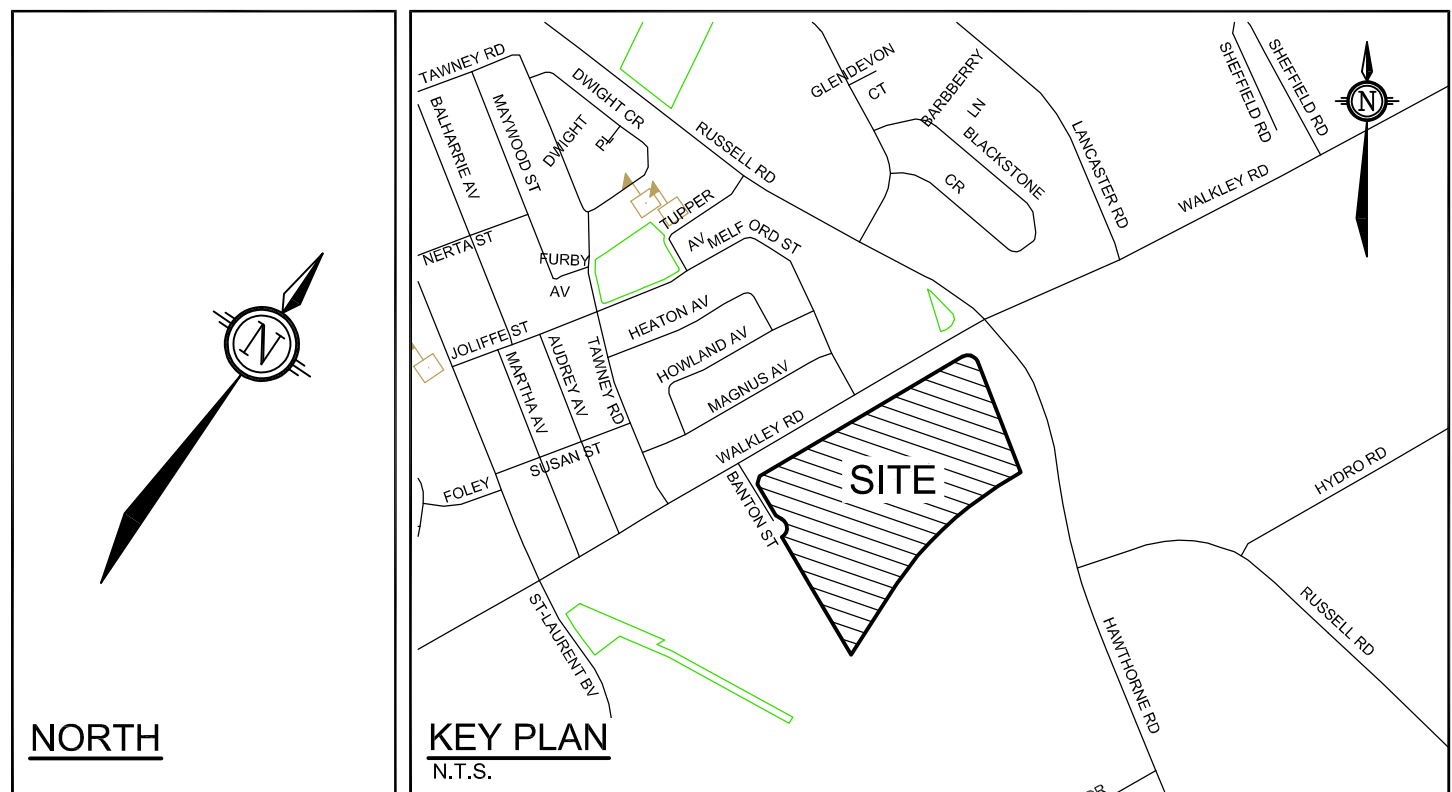 N
NORTH
TAWNEY RD
BALHARRIE AV
MAYWOOD ST
DWIGHT CR
DWIGHT
PL
RUSSELL RD
GLENDEVON
CT
BARBBERRY
LN
BLACKSTONE
CR
LANCASTER RD
SHEFFIELD RD
SHEFFIELD RD
N
WALKLEY RD
NERTA ST
FURBY
AV
TUPPER
AV
MELF ORD ST
JOLIFFE ST
MARTHA AV
AUDREY AV
TAWNEY RD
HEATON AV
HOWLAND AV
MAGNUS AV
WALKLEY RD
SUSAN ST
FOLEY
BANTON ST
SITE
HYDRO RD
RUSSELL RD
ST-LAURENT BV
HAWTHORNE RD
KEY PLAN
N.T.S.